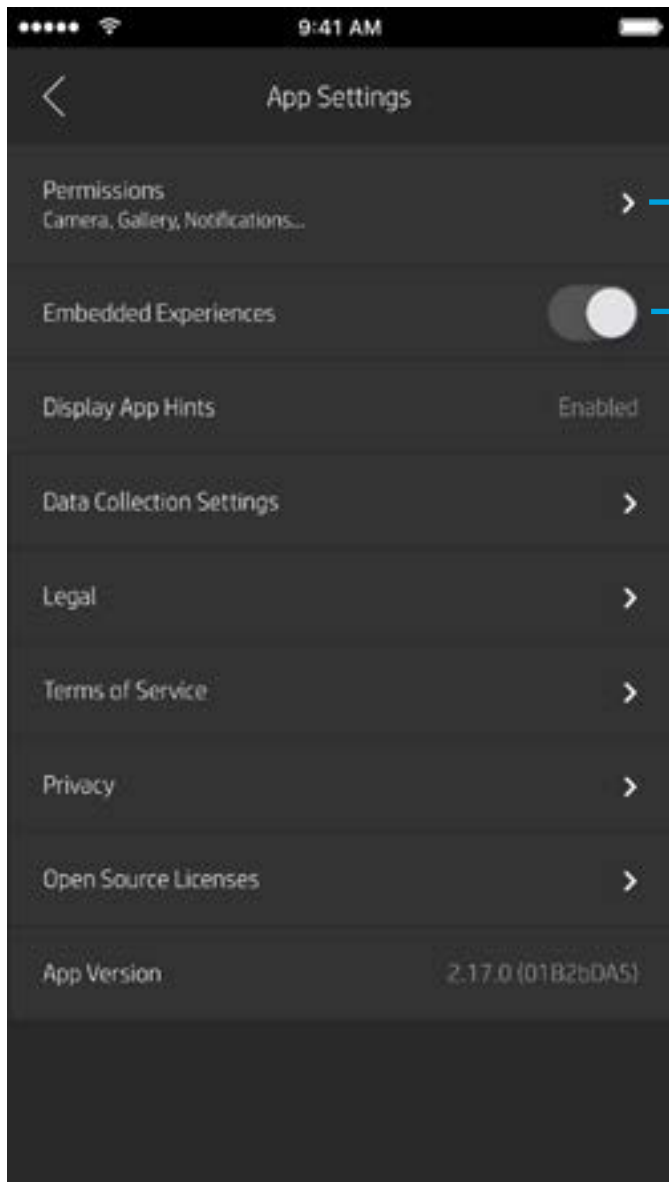 9:41 AM
App Settings
Permissions
Camera, Gallery, Notifications...
Embedded Experiences
Display App Hints Enabled
Data Collection Settings
Legal
Terms of Service
Privacy
Open Source Licenses
App Version 2.17.0 (01B2bDA5)